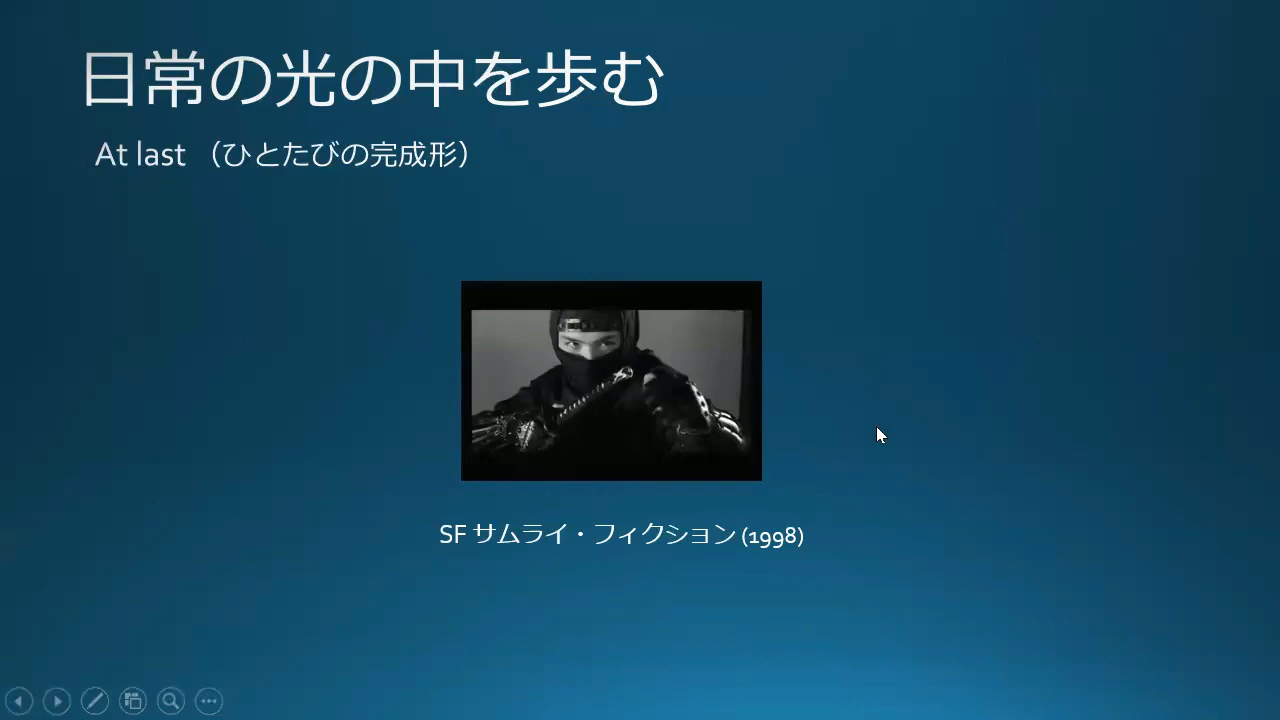 日常の光の中を歩む
At last （ひとたびの完成形）
SF サムライ・フィクション (1998)